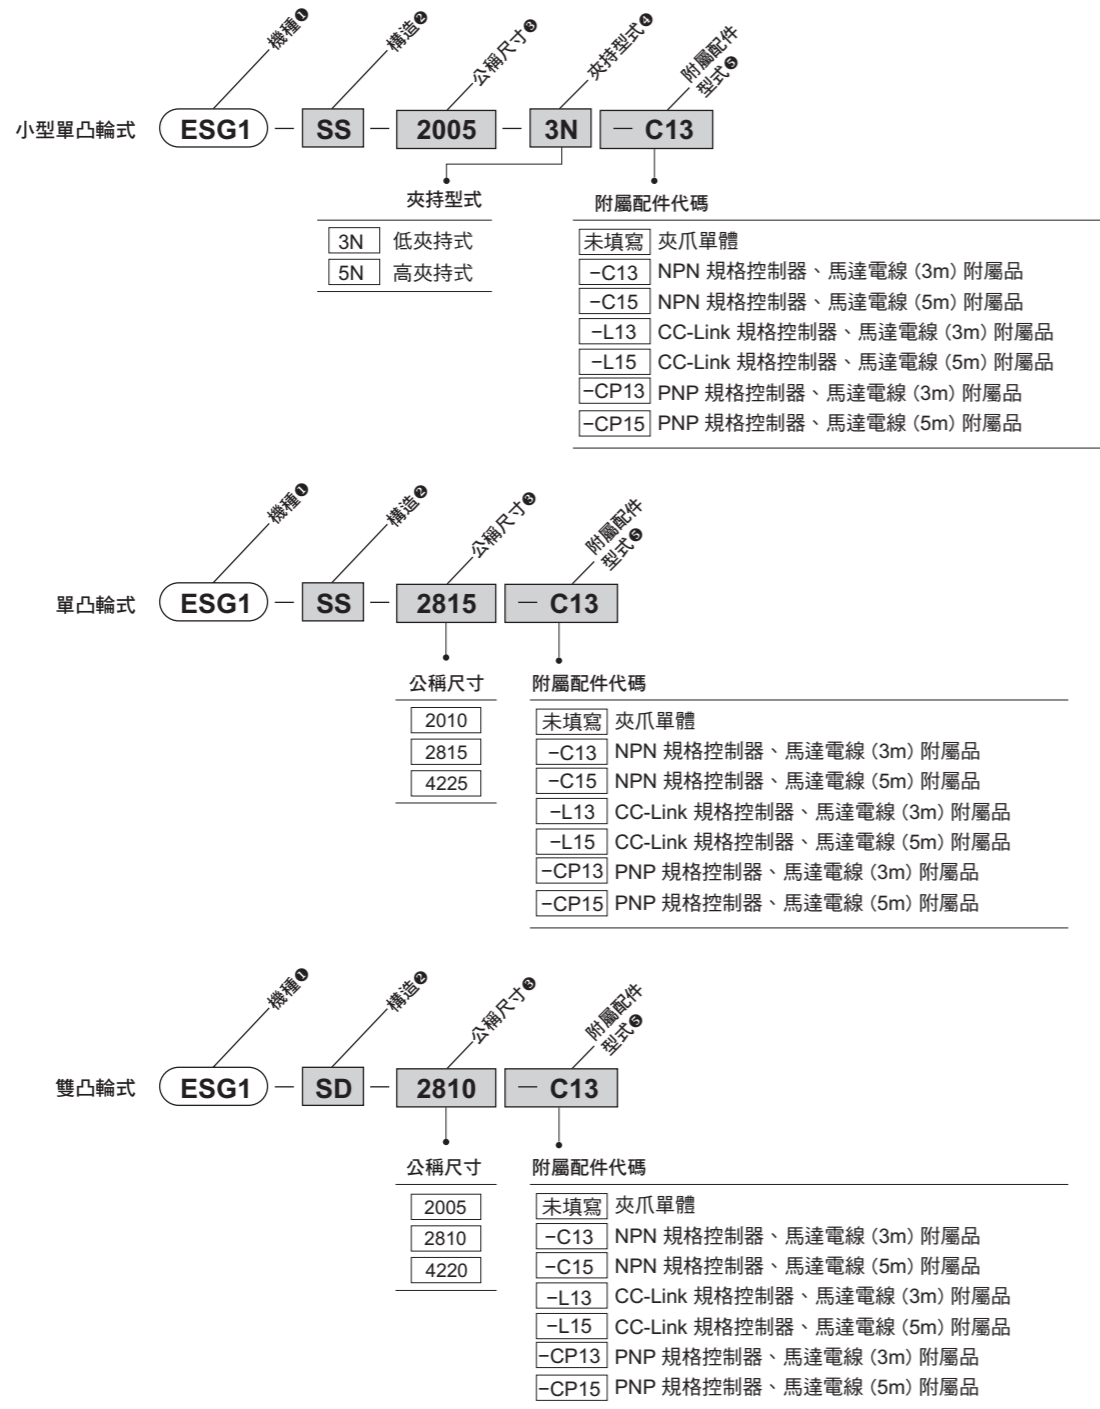 機種❶
構造❷
公稱尺寸❸
夾持型式❹
附屬配件
型式❺
小型單凸輪式 ESG1 － SS － 2005 － 3N － C13
夾持型式
3N 低夾持式
5N 高夾持式
附屬配件代碼
未填寫 夾爪單體
−C13 NPN 規格控制器、馬達電線 (3m) 附屬品
−C15 NPN 規格控制器、馬達電線 (5m) 附屬品
−L13 CC-Link 規格控制器、馬達電線 (3m) 附屬品
−L15 CC-Link 規格控制器、馬達電線 (5m) 附屬品
−CP13 PNP 規格控制器、馬達電線 (3m) 附屬品
−CP15 PNP 規格控制器、馬達電線 (5m) 附屬品
機種❶
構造❷
公稱尺寸❸
附屬配件
型式❺
單凸輪式 ESG1 － SS － 2815 － C13
公稱尺寸
2010
2815
4225
附屬配件代碼
未填寫 夾爪單體
−C13 NPN 規格控制器、馬達電線 (3m) 附屬品
−C15 NPN 規格控制器、馬達電線 (5m) 附屬品
−L13 CC-Link 規格控制器、馬達電線 (3m) 附屬品
−L15 CC-Link 規格控制器、馬達電線 (5m) 附屬品
−CP13 PNP 規格控制器、馬達電線 (3m) 附屬品
−CP15 PNP 規格控制器、馬達電線 (5m) 附屬品
機種❶
構造❷
公稱尺寸❸
附屬配件
型式❺
雙凸輪式 ESG1 － SD － 2810 － C13
公稱尺寸
2005
2810
4220
附屬配件代碼
未填寫 夾爪單體
−C13 NPN 規格控制器、馬達電線 (3m) 附屬品
−C15 NPN 規格控制器、馬達電線 (5m) 附屬品
−L13 CC-Link 規格控制器、馬達電線 (3m) 附屬品
−L15 CC-Link 規格控制器、馬達電線 (5m) 附屬品
−CP13 PNP 規格控制器、馬達電線 (3m) 附屬品
−CP15 PNP 規格控制器、馬達電線 (5m) 附屬品